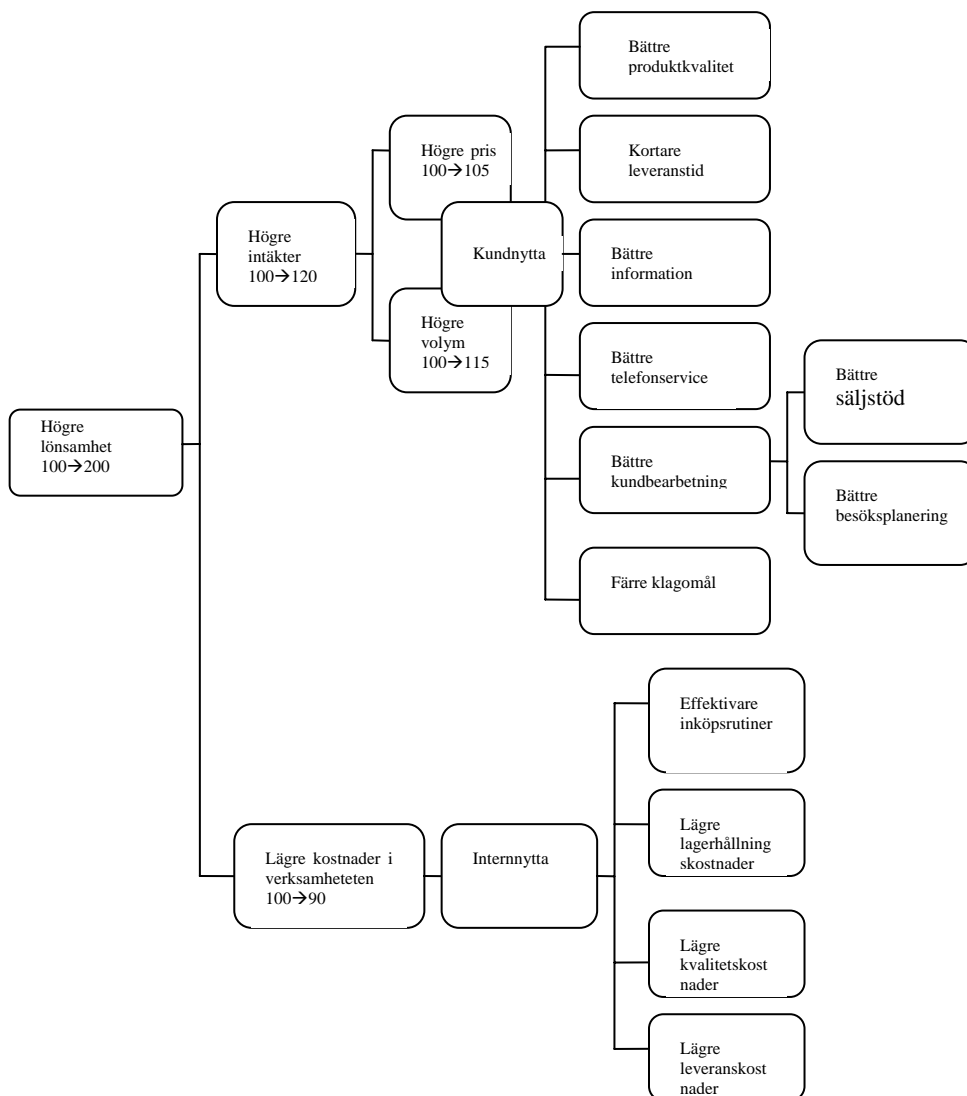 Bättre
produktkvalitet
Högre pris
100→105
Kortare
leveranstid
Högre
intäkter
100→120
Kundnytta
Bättre
information
Högre
volym
100→115
Bättre
telefonservice
Bättre
säljstöd
Högre
lönsamhet
100→200
Bättre
kundbearbetning
Bättre
besöksplanering
Färre klagomål
Effektivare
inköpsrutiner
Lägre kostnader i
verksamheteten
100→90
Internnytta
Lägre
lagerhållning
skostnader
Lägre
kvalitetskost
nader
Lägre
leveranskost
nader